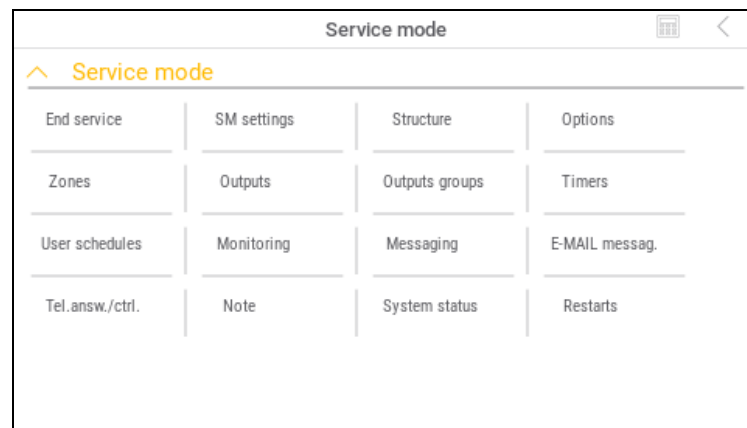 Service mode
Service mode
End service SM settings Structure Options
Zones Outputs Outputs groups Timers
User schedules Monitoring Messaging E-MAIL messag.
Tel.answ./ctrl. Note System status Restarts